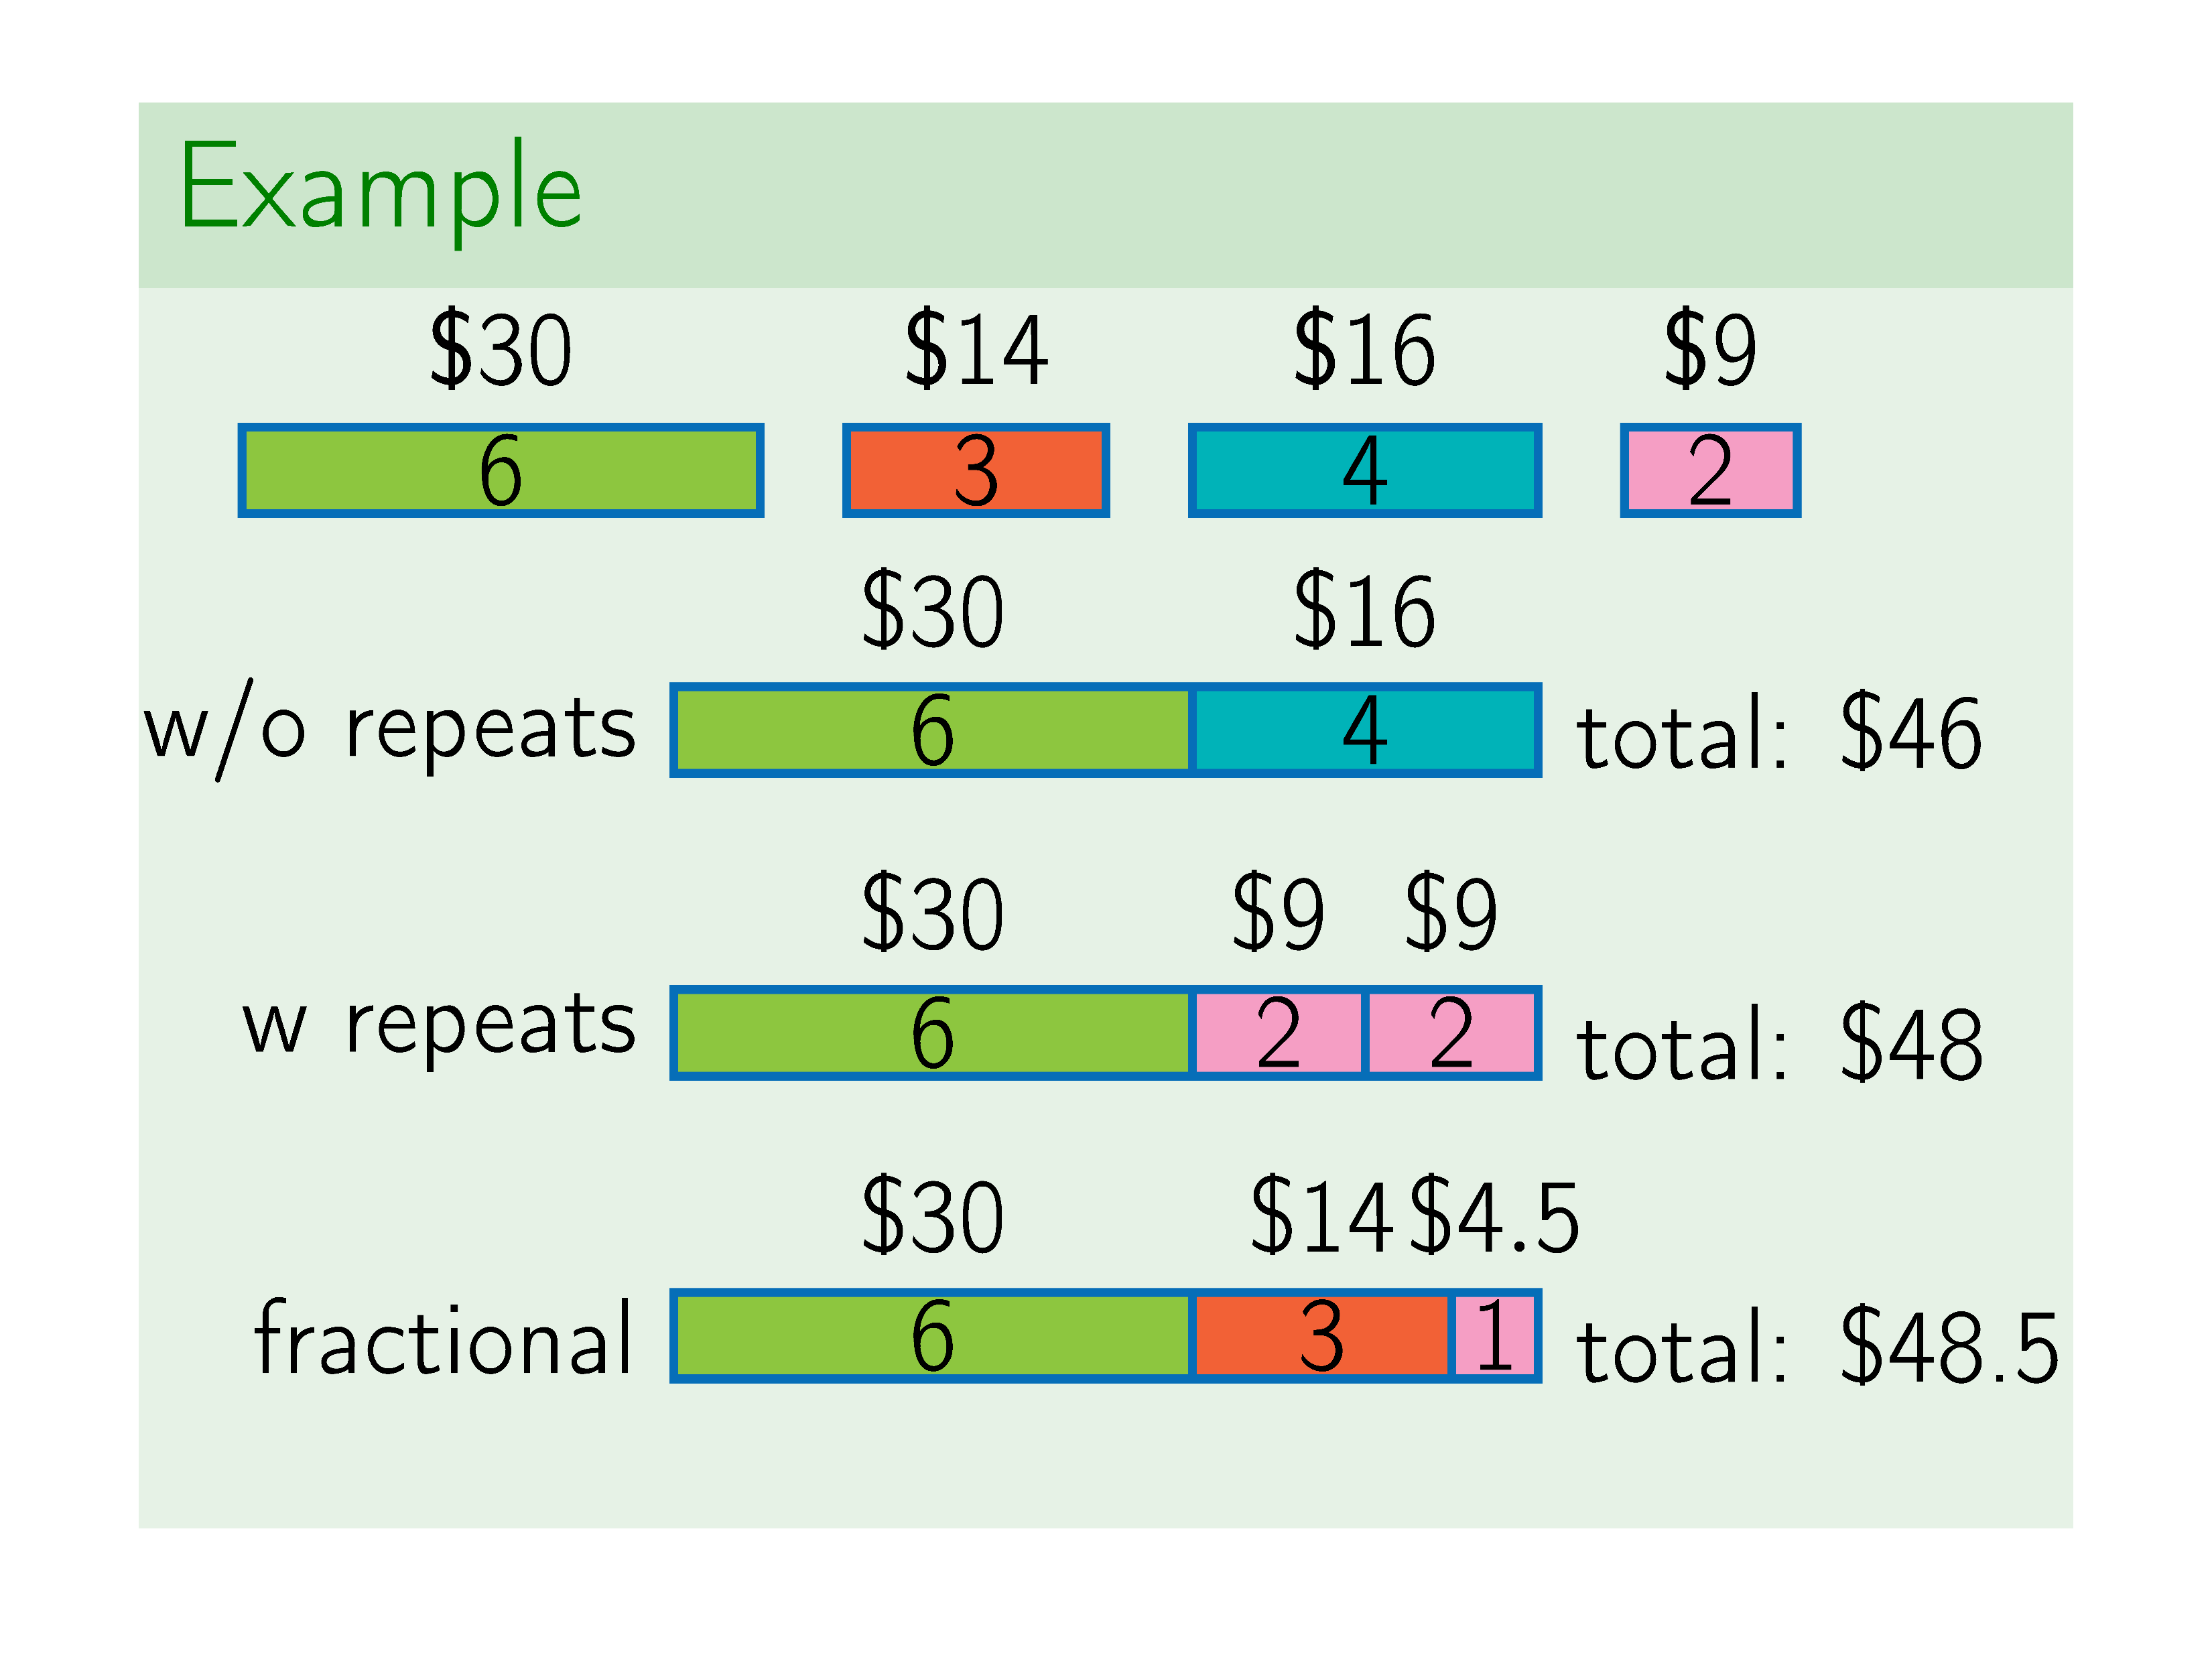 Example
$30 $14 $16 $9
6 3 4 2
$30 $16
w/o repeats 6 4 total: $46
$30 $9 $9
w repeats 6 2 2 total: $48
$30 $14 $4.5
fractional 6 3 1 total: $48.5